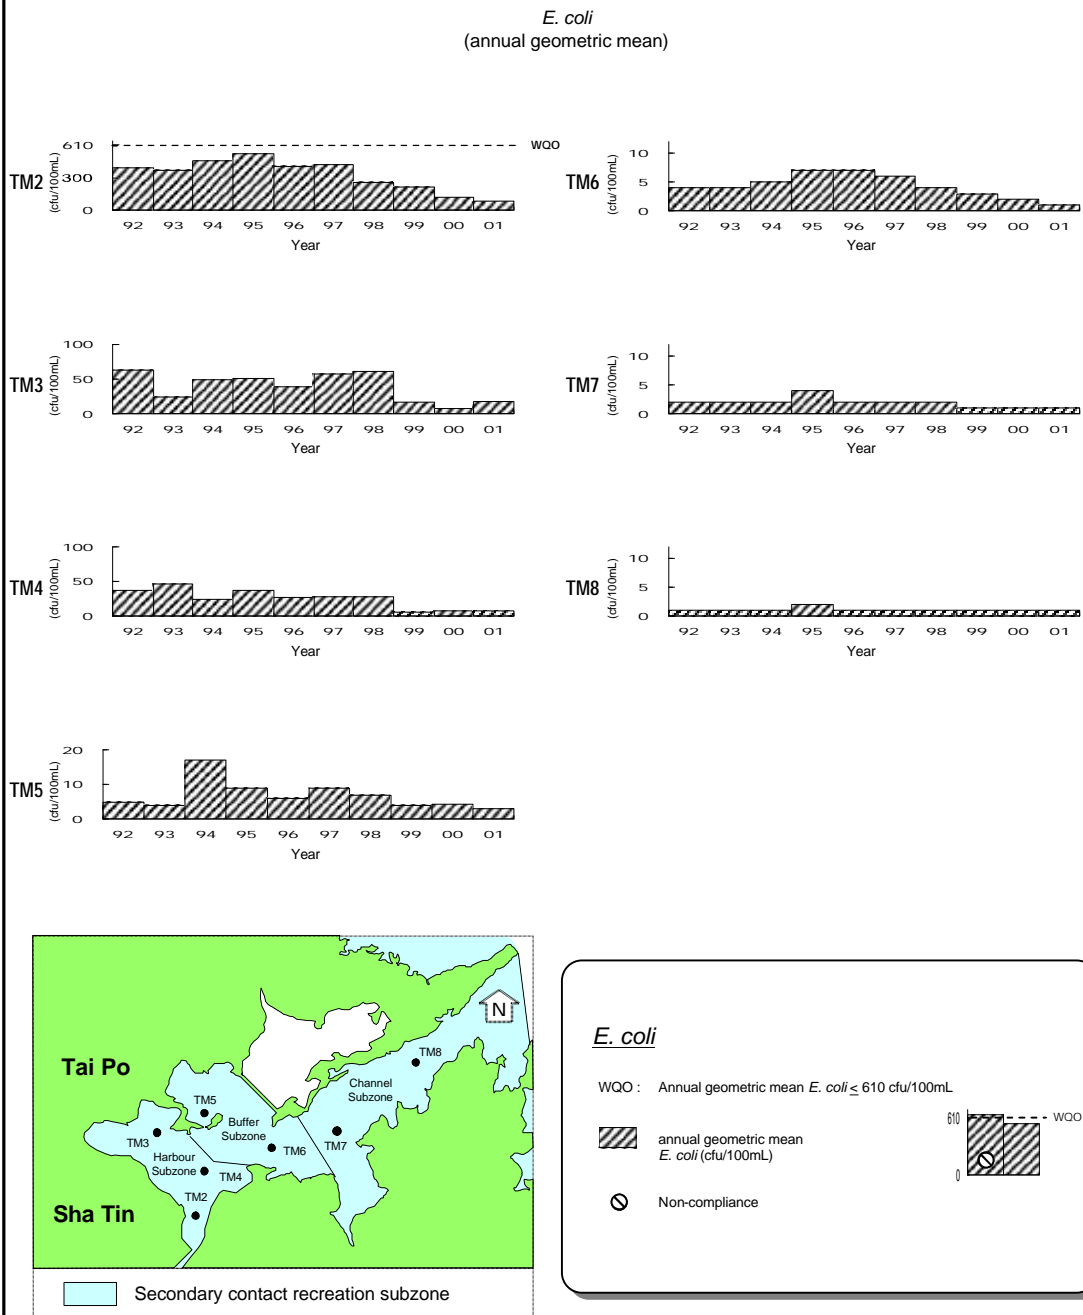 E. coli
(annual geometric mean)
TM2
(cfu/100mL)
610
300
0
WQO
92 93 94 95 96 97 98 99 00 01
Year
TM6
(cfu/100mL)
10
5
0
92 93 94 95 96 97 98 99 00 01
Year
TM3
(cfu/100mL)
100
50
0
92 93 94 95 96 97 98 99 00 01
Year
TM7
(cfu/100mL)
10
5
0
92 93 94 95 96 97 98 99 00 01
Year
TM4
(cfu/100mL)
100
50
0
92 93 94 95 96 97 98 99 00 01
Year
TM8
(cfu/100mL)
10
5
0
92 93 94 95 96 97 98 99 00 01
Year
TM5
(cfu/100mL)
20
10
0
92 93 94 95 96 97 98 99 00 01
Year
N
Tai Po
TM8
Channel
Subzone
TM5
Buffer
Subzone
TM3
TM6
TM7
Harbour
Subzone
TM4
TM2
Sha Tin
Secondary contact recreation subzone
E. coli
WQO : Annual geometric mean E. coli ≤ 610 cfu/100mL
annual geometric mean
E. coli (cfu/100mL)
610
WQO
0
Non-compliance